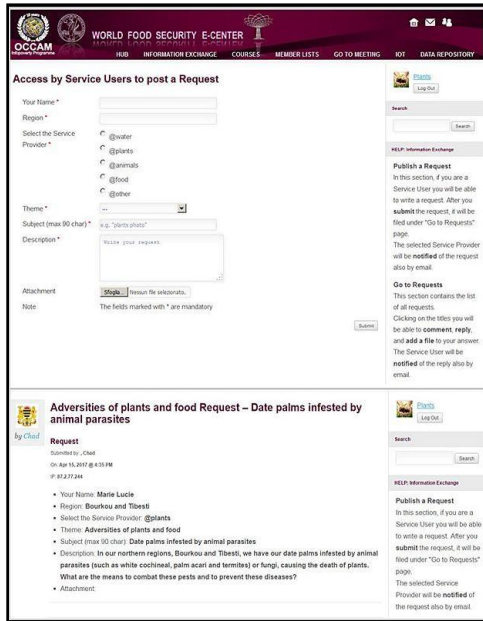 WORLD FOOD SECURITY E-CENTER
OCCAM
Infopoverty Programme
HUB INFORMATION EXCHANGE COURSES MEMBER LISTS GO TO MEETING IOT DATA REPOSITORY
Access by Service Users to post a Request
Your Name *
Region *
Select the Service
Provider *
@water
@plants
@animals
@food
@other
Theme *
---
Subject (max 90 char) *
e.g. "plants photo"
Description *
Write your request
Attachment
Sfoglia... Nessun file selezionato.
Note
The fields marked with * are mandatory
Submit
Plants
Log Out
Search
Search
HELP: Information Exchange
Publish a Request
In this section, if you are a
Service User you will be able
to write a request. After you
submit the request, it will be
filed under "Go to Requests"
page.
The selected Service Provider
will be notified of the request
also by email.
Go to Requests
This section contains the list
of all requests.
Clicking on the titles you will
be able to comment, reply,
and add a file to your answer.
The Service User will be
notified of the reply also by
email.
by Chad
Adversities of plants and food Request – Date palms infested by
animal parasites
Request
Submitted by , Chad
On: Apr 15, 2017 @ 4:35 PM
IP: 87.2.77.244
Your Name: Marie Lucie
Region: Bourkou and Tibesti
Select the Service Provider: @plants
Theme: Adversities of plants and food
Subject (max 90 char): Date palms infested by animal parasites
Description: In our northern regions, Bourkou and Tibesti, we have our date palms infested by animal
parasites (such as white cochineal, palm acari and termites) or fungi, causing the death of plants.
What are the means to combat these pests and to prevent these diseases?
Attachment:
Plants
Log Out
Search
Search
HELP: Information Exchange
Publish a Request
In this section, if you are a
Service User you will be able
to write a request. After you
submit the request, it will be
filed under "Go to Requests"
page.
The selected Service
Provider will be notified of
the request also by email.